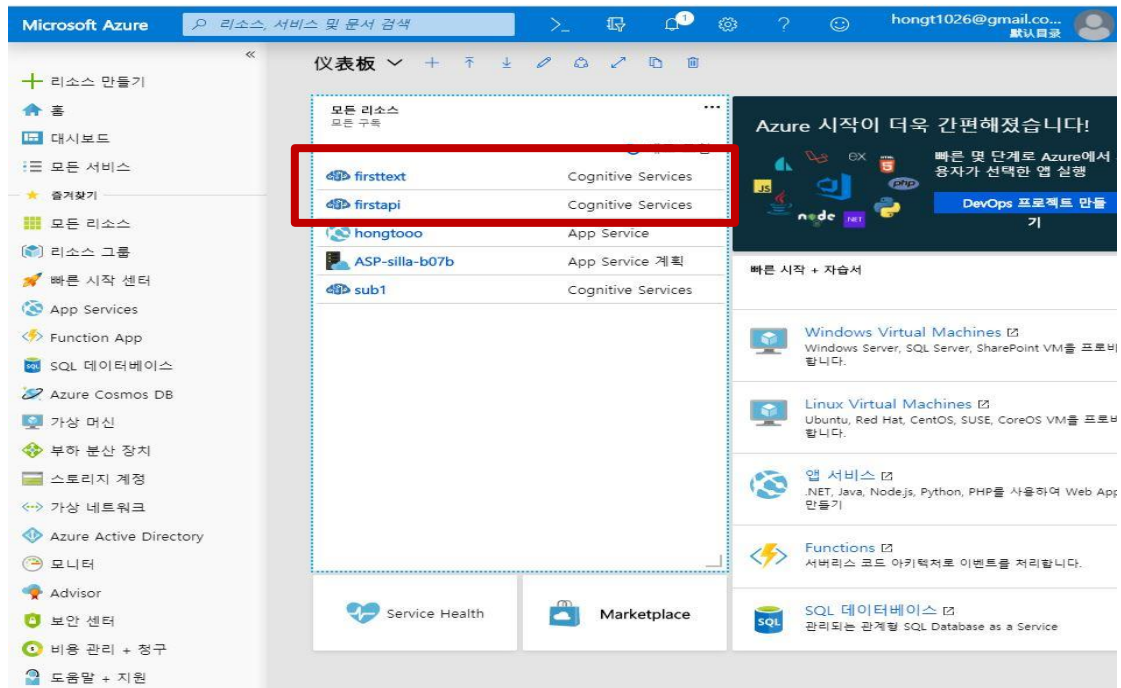 Microsoft Azure
리소스, 서비스 및 문서 검색
1
hongt1026@gmail.co...
默认目录
리소스 만들기
홈
대시보드
모든 서비스
즐겨찾기
모든 리소스
리소스 그룹
빠른 시작 센터
App Services
Function App
SQL 데이터베이스
Azure Cosmos DB
가상 머신
부하 분산 장치
스토리지 계정
가상 네트워크
Azure Active Directory
모니터
Advisor
보안 센터
비용 관리 + 청구
도움말 + 지원
仪表板
모든 리소스
모든 구독
firsttext Cognitive Services
firstapi Cognitive Services
hongtooo App Service
ASP-silla-b07b App Service 계획
sub1 Cognitive Services
Service Health
Marketplace
Azure 시작이 더욱 간편해졌습니다!
빠른 몇 단계로 Azure에서
용자가 선택한 앱 실행
DevOps 프로젝트 만들
기
JS
ex
5
php
node
NET
빠른 시작 + 자습서
Windows Virtual Machines
Windows Server, SQL Server, SharePoint VM을 프로비
합니다.
Linux Virtual Machines
Ubuntu, Red Hat, CentOS, SUSE, CoreOS VM을 프로비
합니다.
앱 서비스
.NET, Java, Node.js, Python, PHP를 사용하여 Web App
만들기
Functions
서버리스 코드 아키텍처로 이벤트를 처리합니다.
SQL
SQL 데이터베이스
관리되는 관계형 SQL Database as a Service